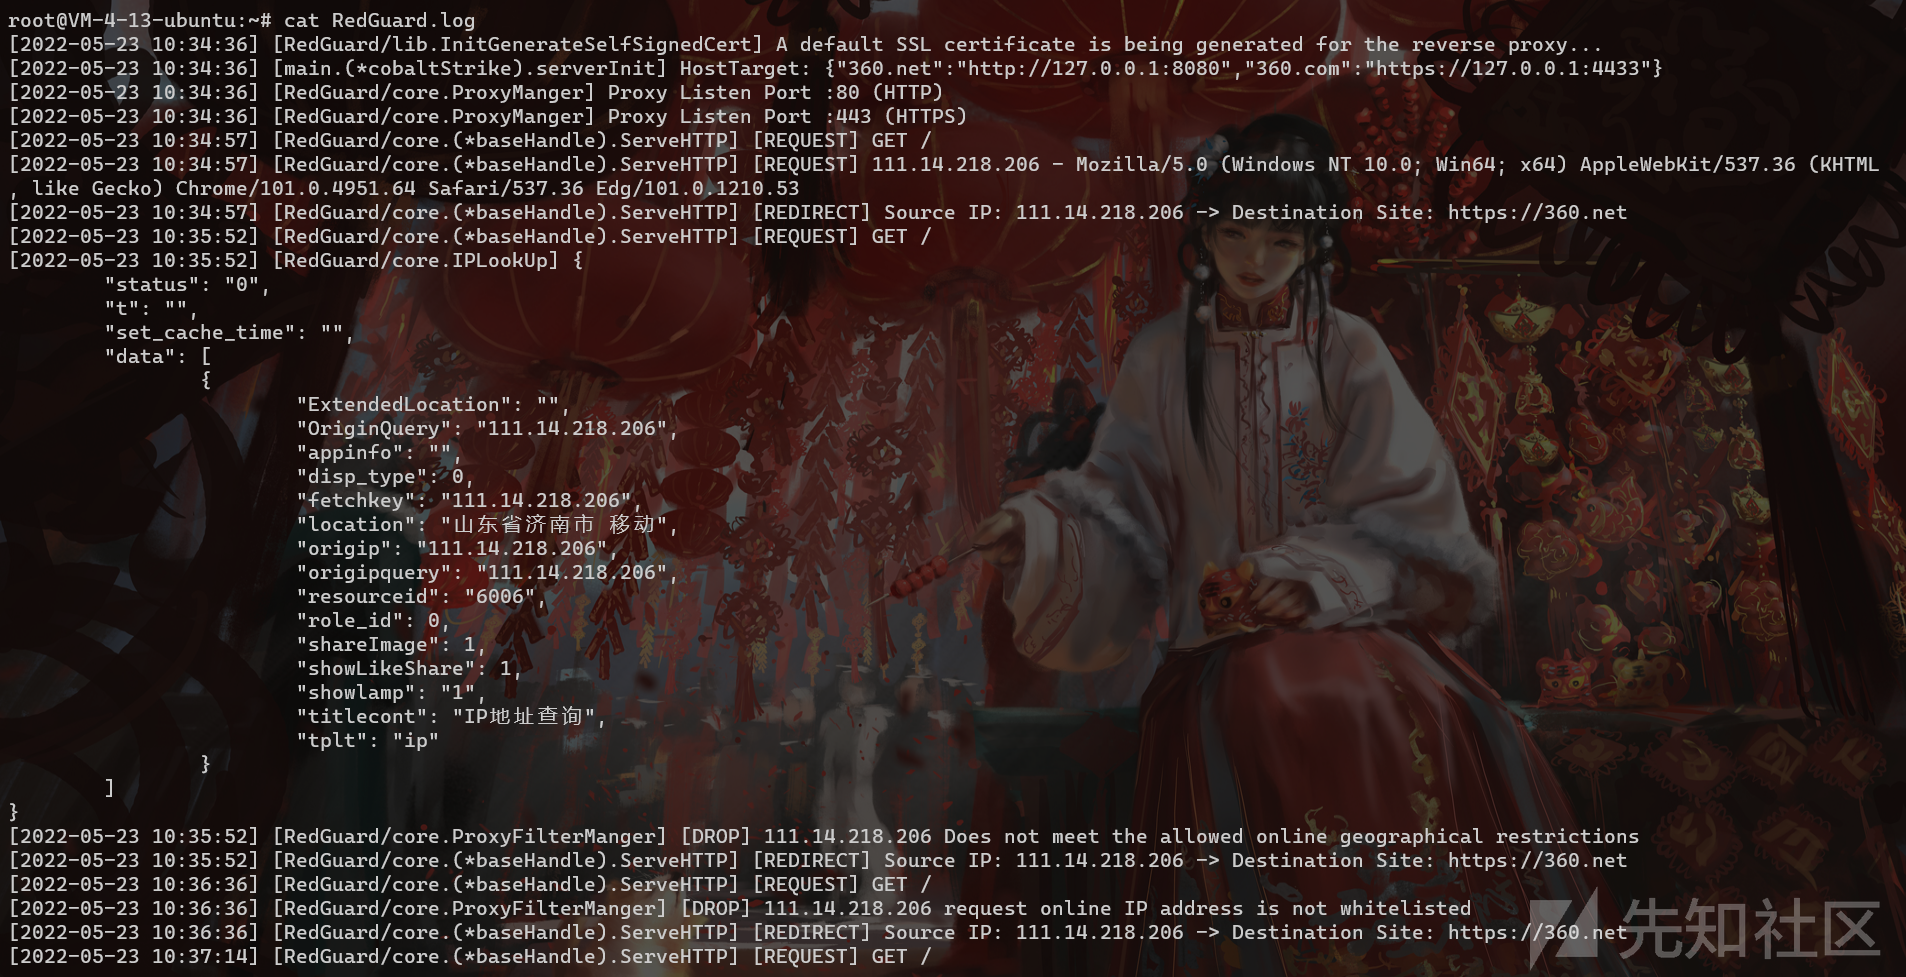 root@VM-4-13-ubuntu:~# cat RedGuard.log
[2022-05-23 10:34:36] [RedGuard/lib.InitGenerateSelfSignedCert] A default SSL certificate is being generated for the reverse proxy...
[2022-05-23 10:34:36] [main.(*cobaltStrike).serverInit] HostTarget: {"360.net":"http://127.0.0.1:8080","360.com":"https://127.0.0.1:4433"}
[2022-05-23 10:34:36] [RedGuard/core.ProxyManger] Proxy Listen Port :80 (HTTP)
[2022-05-23 10:34:36] [RedGuard/core.ProxyManger] Proxy Listen Port :443 (HTTPS)
[2022-05-23 10:34:57] [RedGuard/core.(*baseHandle).ServeHTTP] [REQUEST] GET /
[2022-05-23 10:34:57] [RedGuard/core.(*baseHandle).ServeHTTP] [REQUEST] 111.14.218.206 - Mozilla/5.0 (Windows NT 10.0; Win64; x64) AppleWebKit/537.36 (KHTML
, like Gecko) Chrome/101.0.4951.64 Safari/537.36 Edg/101.0.1210.53
[2022-05-23 10:34:57] [RedGuard/core.(*baseHandle).ServeHTTP] [REDIRECT] Source IP: 111.14.218.206 -> Destination Site: https://360.net
[2022-05-23 10:35:52] [RedGuard/core.(*baseHandle).ServeHTTP] [REQUEST] GET /
[2022-05-23 10:35:52] [RedGuard/core.IPLookUp] {
        "status": "0",
        "t": "",
        "set_cache_time": "",
        "data": [
                {
                        "ExtendedLocation": "",
                        "OriginQuery": "111.14.218.206",
                        "appinfo": "",
                        "disp_type": 0,
                        "fetchkey": "111.14.218.206",
                        "location": "山东省济南市 移动",
                        "origip": "111.14.218.206",
                        "origipquery": "111.14.218.206",
                        "resourceid": "6006",
                        "role_id": 0,
                        "shareImage": 1,
                        "showLikeShare": 1,
                        "showlamp": "1",
                        "titlecont": "IP地址查询",
                        "tplt": "ip"
                }
        ]
}
[2022-05-23 10:35:52] [RedGuard/core.ProxyFilterManger] [DROP] 111.14.218.206 Does not meet the allowed online geographical restrictions
[2022-05-23 10:35:52] [RedGuard/core.(*baseHandle).ServeHTTP] [REDIRECT] Source IP: 111.14.218.206 -> Destination Site: https://360.net
[2022-05-23 10:36:36] [RedGuard/core.(*baseHandle).ServeHTTP] [REQUEST] GET /
[2022-05-23 10:36:36] [RedGuard/core.ProxyFilterManger] [DROP] 111.14.218.206 request online IP address is not whitelisted
[2022-05-23 10:36:36] [RedGuard/core.(*baseHandle).ServeHTTP] [REDIRECT] Source IP: 111.14.218.206 -> Destination Site: https://360.net
[2022-05-23 10:37:14] [RedGuard/core.(*baseHandle).ServeHTTP] [REQUEST] GET /
先知社区